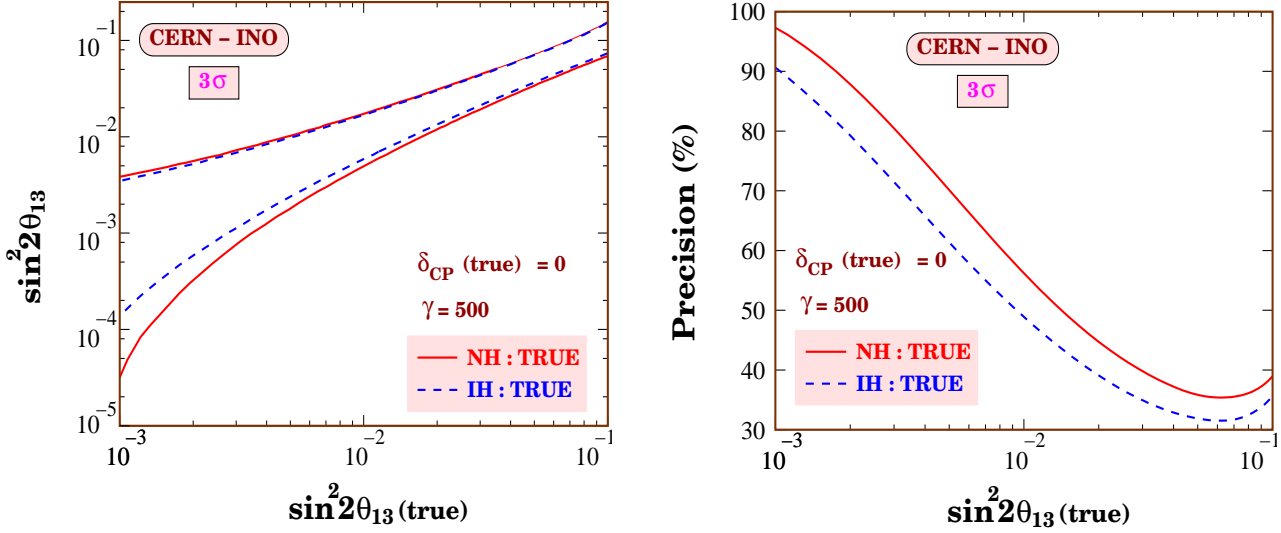 CERN – INO
3σ
10⁻¹
10⁻²
10⁻³
10⁻⁴
10⁻⁵
sin²2θ₁₃
δ_CP (true) = 0
γ = 500
NH : TRUE
IH : TRUE
10⁻³
10⁻²
10⁻¹
sin²2θ₁₃ (true)
100
90
80
70
60
50
40
30
Precision (%)
CERN – INO
3σ
δ_CP (true) = 0
γ = 500
NH : TRUE
IH : TRUE
10⁻³
10⁻²
10⁻¹
sin²2θ₁₃ (true)